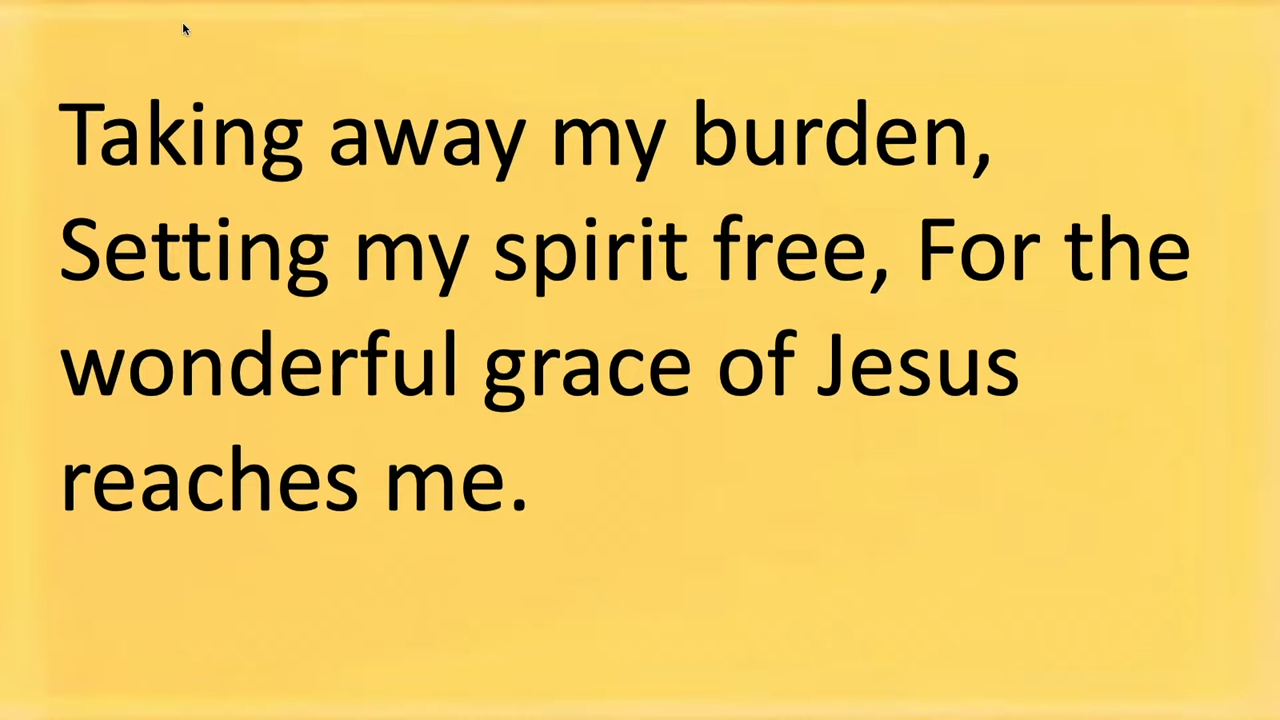 Taking away my burden,
Setting my spirit free, For the
wonderful grace of Jesus
reaches me.